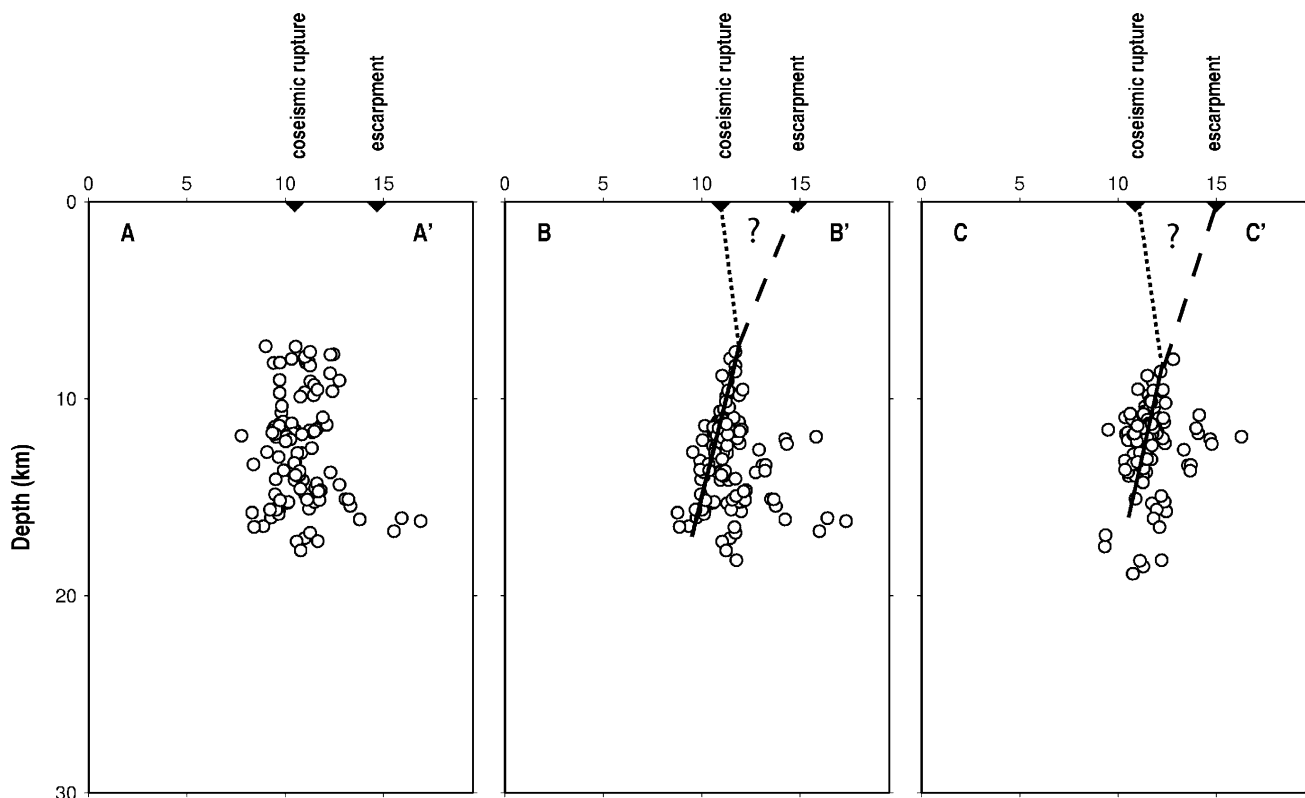 coseismic rupture
escarpment
coseismic rupture
escarpment
coseismic rupture
escarpment
0 5 10 15
0 5 10 15
0 5 10 15
0
A A'
B ? B'
C ? C'
10
Depth (km)
20
30